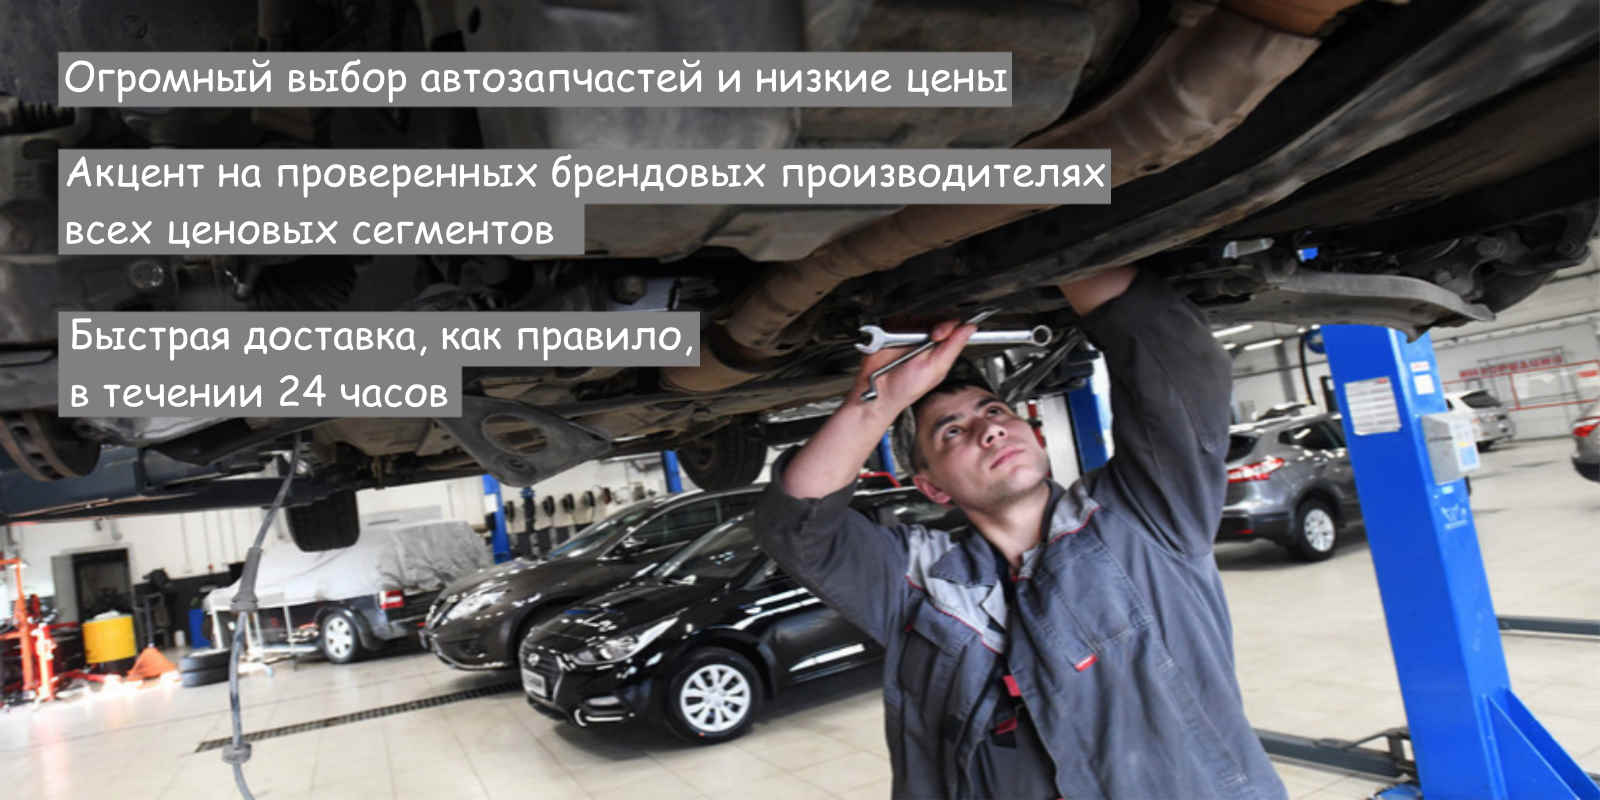 Огромный выбор автозапчастей и низкие цены
Акцент на проверенных брендовых производителях
всех ценовых сегментов
Быстрая доставка, как правило,
в течении 24 часов
ИНФОРМАЦИЯ